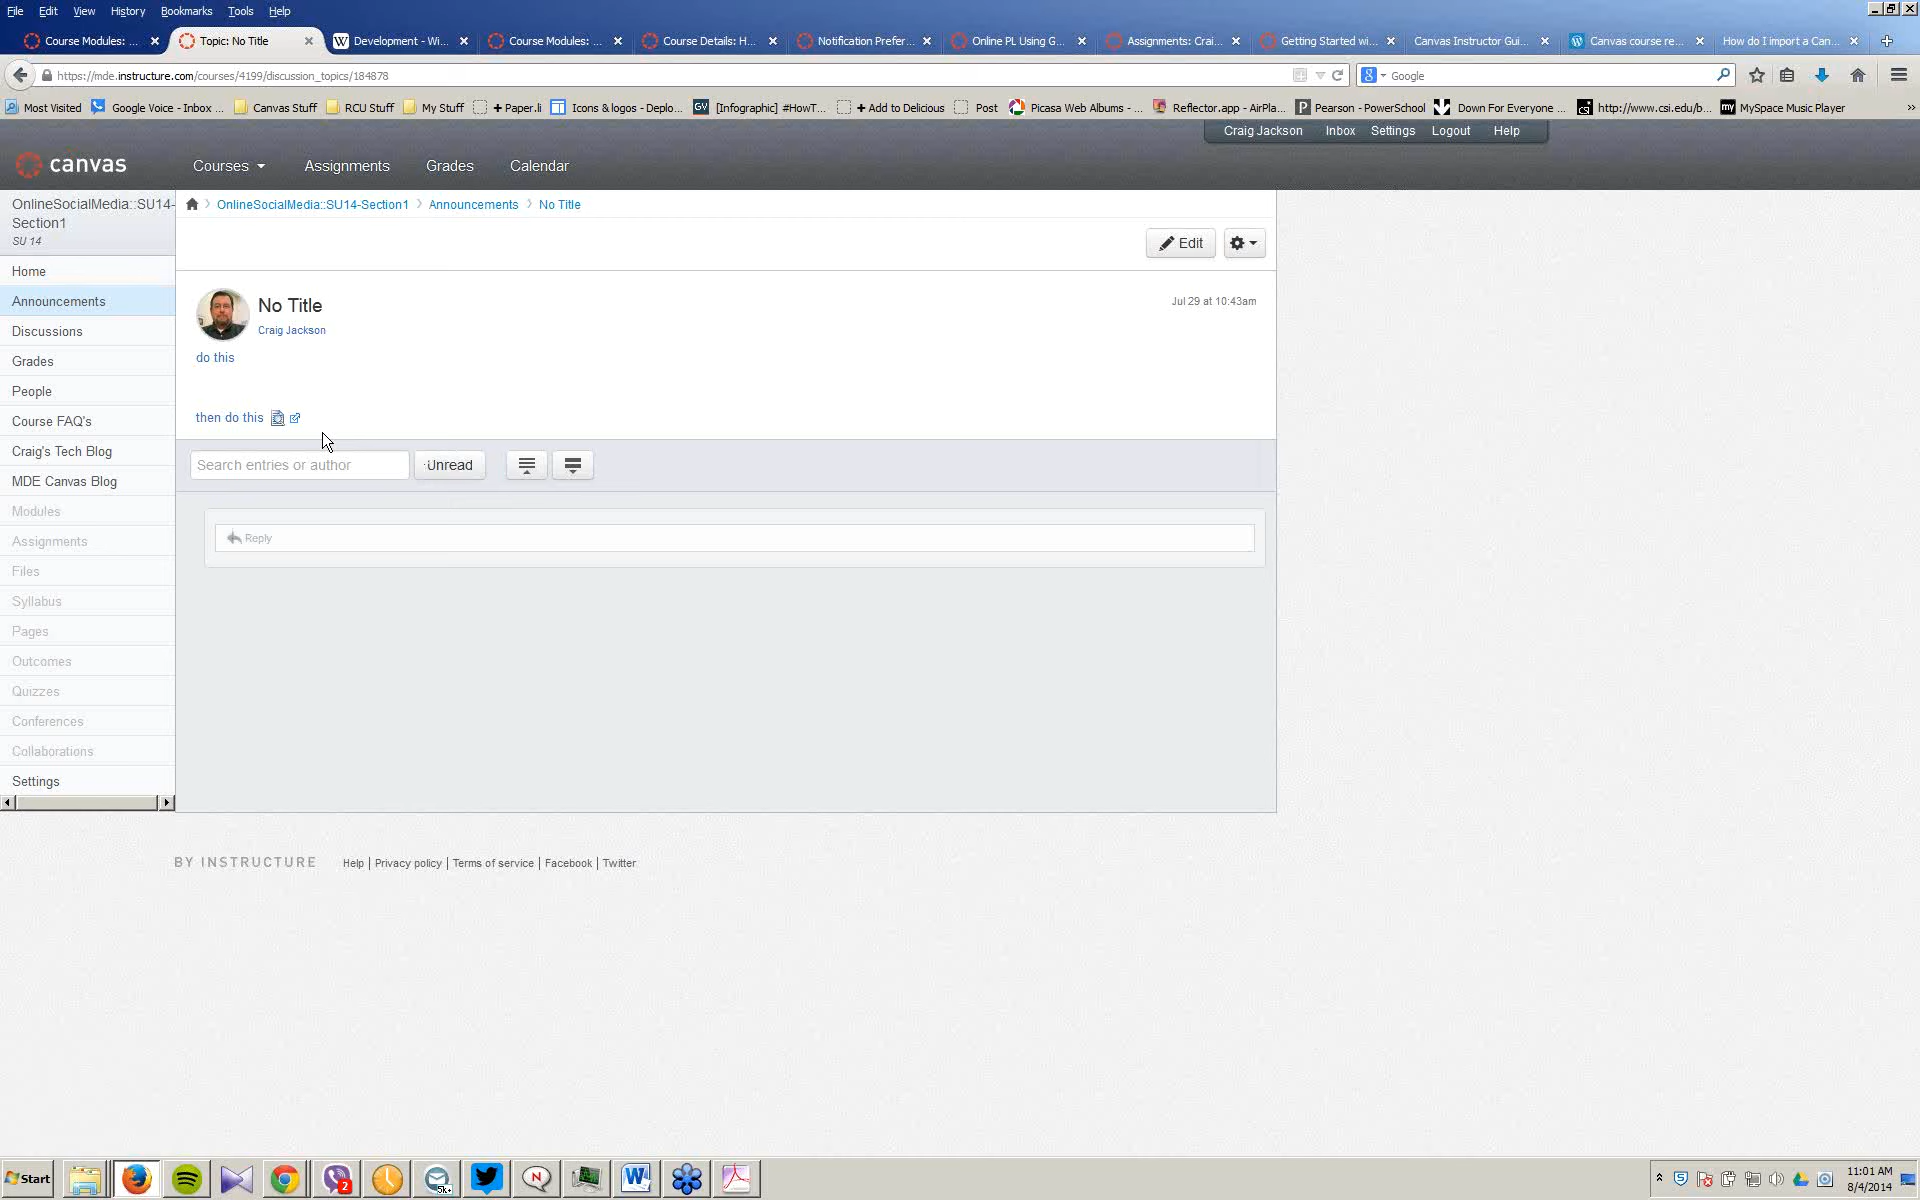 File Edit View History Bookmarks Tools Help
Course Modules: ... Topic: No Title Development - Wi... Course Modules: ... Course Details: H... Notification Prefer... Online PL Using G... Assignments: Crai... Getting Started wi... Canvas Instructor Gui... Canvas course re... How do I import a Can...
https://mde.instructure.com/courses/4199/discussion_topics/184878 Google
Most Visited Google Voice - Inbox ... Canvas Stuff RCU Stuff My Stuff + Paper.li Icons & logos - Deplo... [Infographic] #HowT... + Add to Delicious Post Picasa Web Albums - ... Reflector.app - AirPla... Pearson - PowerSchool Down For Everyone ... http://www.csi.edu/b... MySpace Music Player
Craig Jackson Inbox Settings Logout Help
canvas Courses Assignments Grades Calendar
OnlineSocialMedia::SU14-
Section1
SU 14
OnlineSocialMedia::SU14-Section1 Announcements No Title
Edit
Home
Announcements
Discussions
Grades
People
Course FAQ's
Craig's Tech Blog
MDE Canvas Blog
Modules
Assignments
Files
Syllabus
Pages
Outcomes
Quizzes
Conferences
Collaborations
Settings
No Title
Jul 29 at 10:43am
Craig Jackson
do this
then do this
Search entries or author Unread
Reply
BY INSTRUCTURE Help | Privacy policy | Terms of service | Facebook | Twitter
Start 2 5k+ N W 11:01 AM
8/4/2014